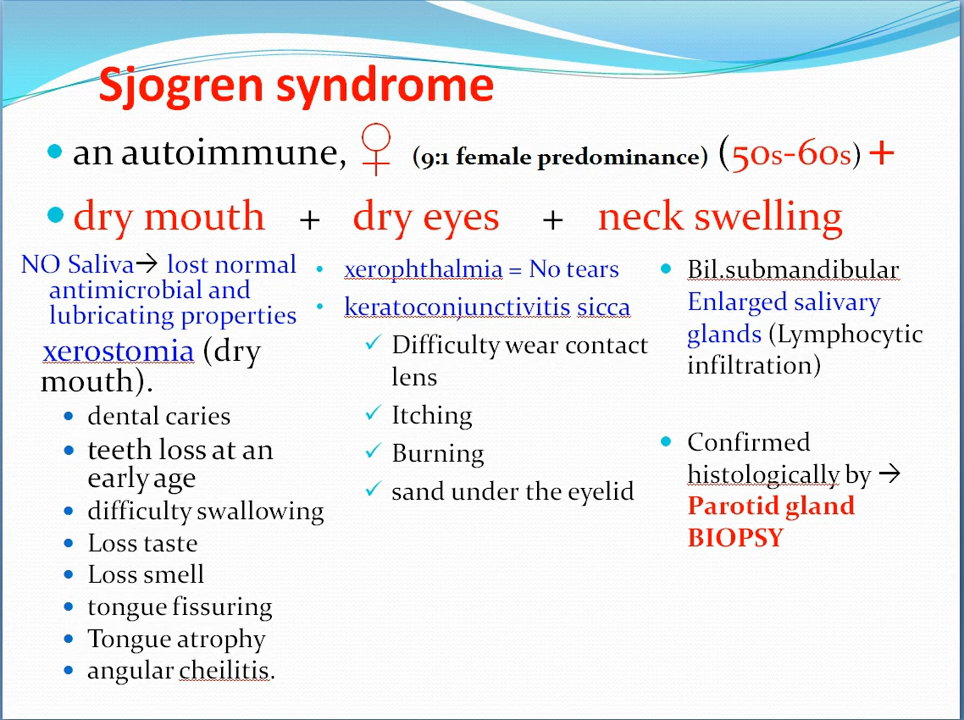 Sjogren syndrome
an autoimmune, ♀ (9:1 female predominance) (50s-60s) +
dry mouth + dry eyes + neck swelling
NO Saliva→ lost normal
antimicrobial and
lubricating properties
xerostomia (dry
mouth).
dental caries
teeth loss at an
early age
difficulty swallowing
Loss taste
Loss smell
tongue fissuring
Tongue atrophy
angular cheilitis.
xerophthalmia = No tears
keratoconjunctivitis sicca
Difficulty wear contact
lens
Itching
Burning
sand under the eyelid
Bil.submandibular
Enlarged salivary
glands (Lymphocytic
infiltration)
Confirmed
histologically by →
Parotid gland
BIOPSY